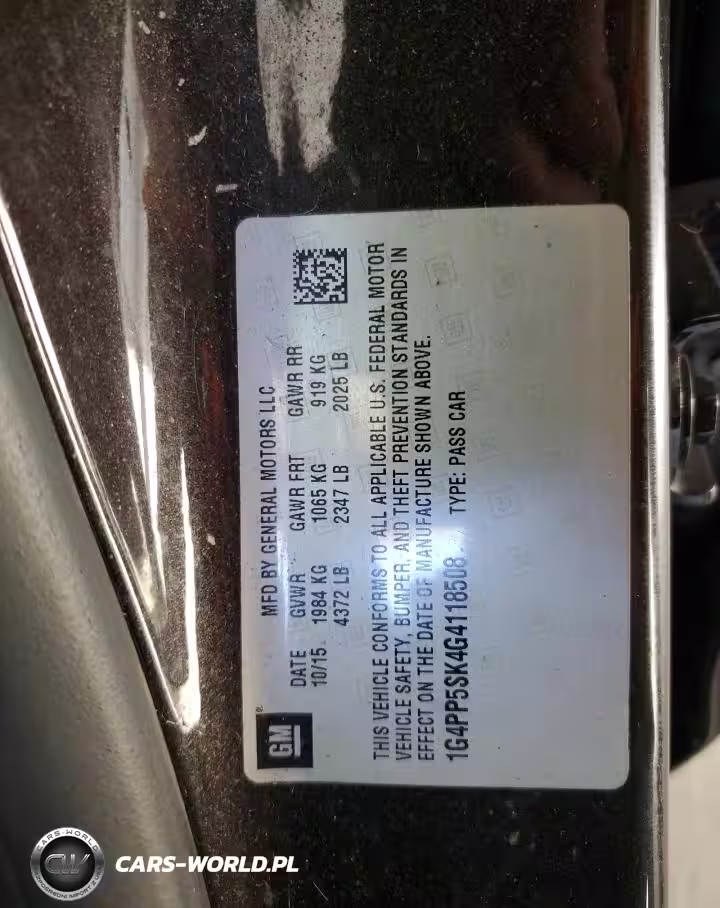 GM
®
MFD BY GENERAL MOTORS LLC
DATE GVWR GAWR FRT GAWR RR
10/15 1984 KG 1065 KG 919 KG
4372 LB 2347 LB 2025 LB
THIS VEHICLE CONFORMS TO ALL APPLICABLE U.S. FEDERAL MOTOR
VEHICLE SAFETY, BUMPER, AND THEFT PREVENTION STANDARDS IN
EFFECT ON THE DATE OF MANUFACTURE SHOWN ABOVE.
1G4PP5SK4G4118508 TYPE: PASS CAR
CARS-WORLD
CW
CARS-WORLD.PL